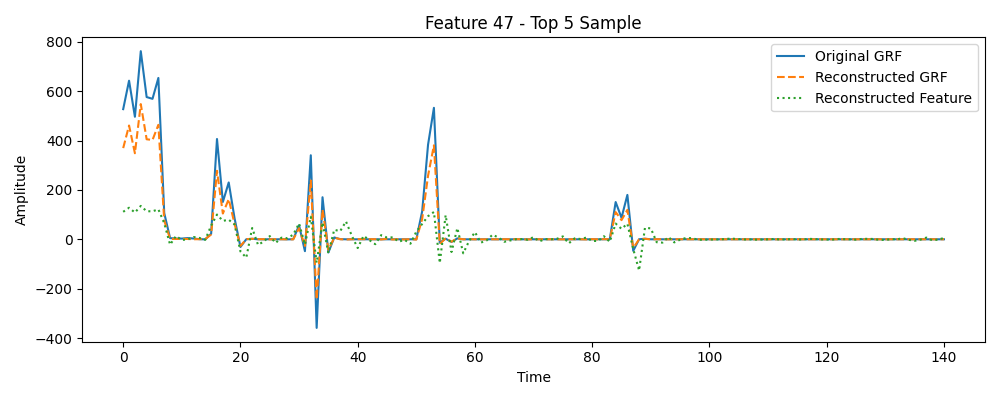 Feature 47 - Top 5 Sample
Original GRF
Reconstructed GRF
Reconstructed Feature
Amplitude
800
600
400
200
0
−200
−400
0
20
40
60
80
100
120
140
Time